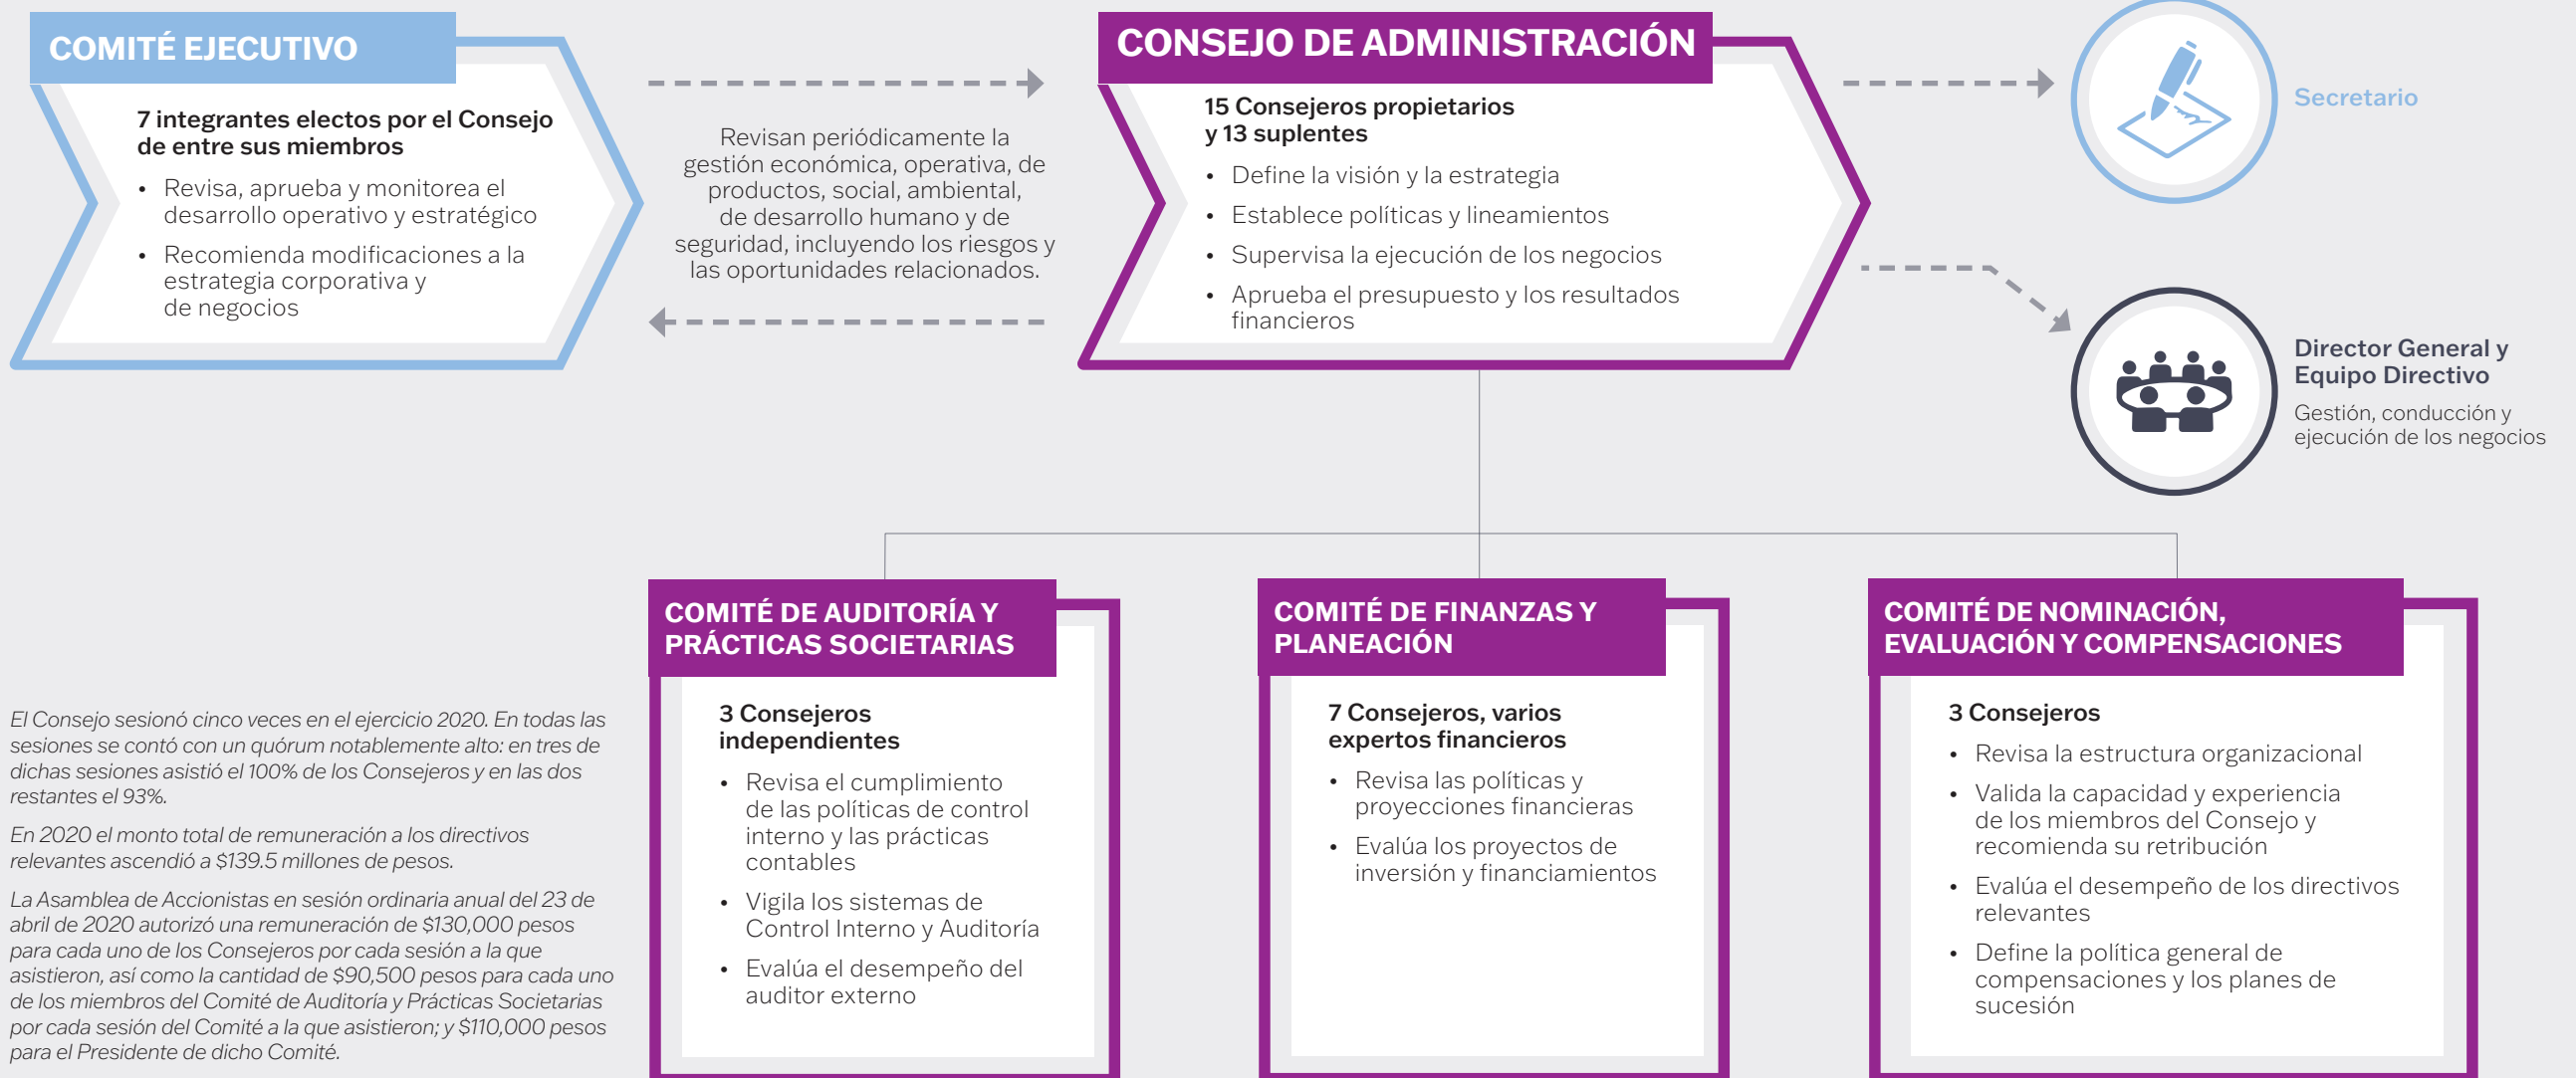 COMITÉ EJECUTIVO
7 integrantes electos por el Consejo
de entre sus miembros
• Revisa, aprueba y monitorea el
desarrollo operativo y estratégico
• Recomienda modificaciones a la
estrategia corporativa y
de negocios
Revisan periódicamente la
gestión económica, operativa, de
productos, social, ambiental,
de desarrollo humano y de
seguridad, incluyendo los riesgos y
las oportunidades relacionados.
CONSEJO DE ADMINISTRACIÓN
15 Consejeros propietarios
y 13 suplentes
• Define la visión y la estrategia
• Establece políticas y lineamientos
• Supervisa la ejecución de los negocios
• Aprueba el presupuesto y los resultados
financieros
Secretario
Director General y
Equipo Directivo
Gestión, conducción y
ejecución de los negocios
El Consejo sesionó cinco veces en el ejercicio 2020. En todas las
sesiones se contó con un quórum notablemente alto: en tres de
dichas sesiones asistió el 100% de los Consejeros y en las dos
restantes el 93%.
En 2020 el monto total de remuneración a los directivos
relevantes ascendió a $139.5 millones de pesos.
La Asamblea de Accionistas en sesión ordinaria anual del 23 de
abril de 2020 autorizó una remuneración de $130,000 pesos
para cada uno de los Consejeros por cada sesión a la que
asistieron, así como la cantidad de $90,500 pesos para cada uno
de los miembros del Comité de Auditoría y Prácticas Societarias
por cada sesión del Comité a la que asistieron; y $110,000 pesos
para el Presidente de dicho Comité.
COMITÉ DE AUDITORÍA Y
PRÁCTICAS SOCIETARIAS
3 Consejeros
independientes
• Revisa el cumplimiento
de las políticas de control
interno y las prácticas
contables
• Vigila los sistemas de
Control Interno y Auditoría
• Evalúa el desempeño del
auditor externo
COMITÉ DE FINANZAS Y
PLANEACIÓN
7 Consejeros, varios
expertos financieros
• Revisa las políticas y
proyecciones financieras
• Evalúa los proyectos de
inversión y financiamientos
COMITÉ DE NOMINACIÓN,
EVALUACIÓN Y COMPENSACIONES
3 Consejeros
• Revisa la estructura organizacional
• Valida la capacidad y experiencia
de los miembros del Consejo y
recomienda su retribución
• Evalúa el desempeño de los directivos
relevantes
• Define la política general de
compensaciones y los planes de
sucesión